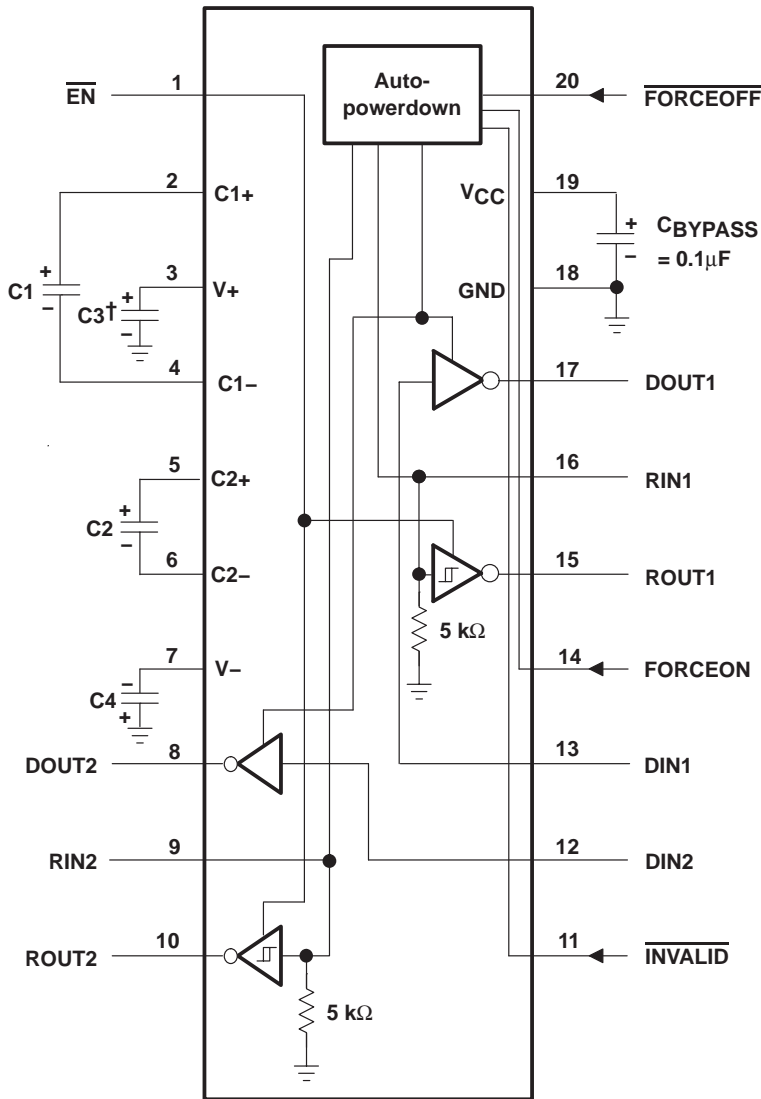 EN
1
Auto-
powerdown
20
FORCEOFF
2
C1+
VCC
19
+
CBYPASS
–
= 0.1μF
+
C1
–
3
V+
+
C3†
–
GND
18
4
C1–
17
DOUT1
5
C2+
16
RIN1
+
C2
–
6
C2–
15
ROUT1
5 kΩ
7
V–
–
C4
+
14
FORCEON
DOUT2
8
13
DIN1
RIN2
9
12
DIN2
ROUT2
10
11
INVALID
5 kΩ